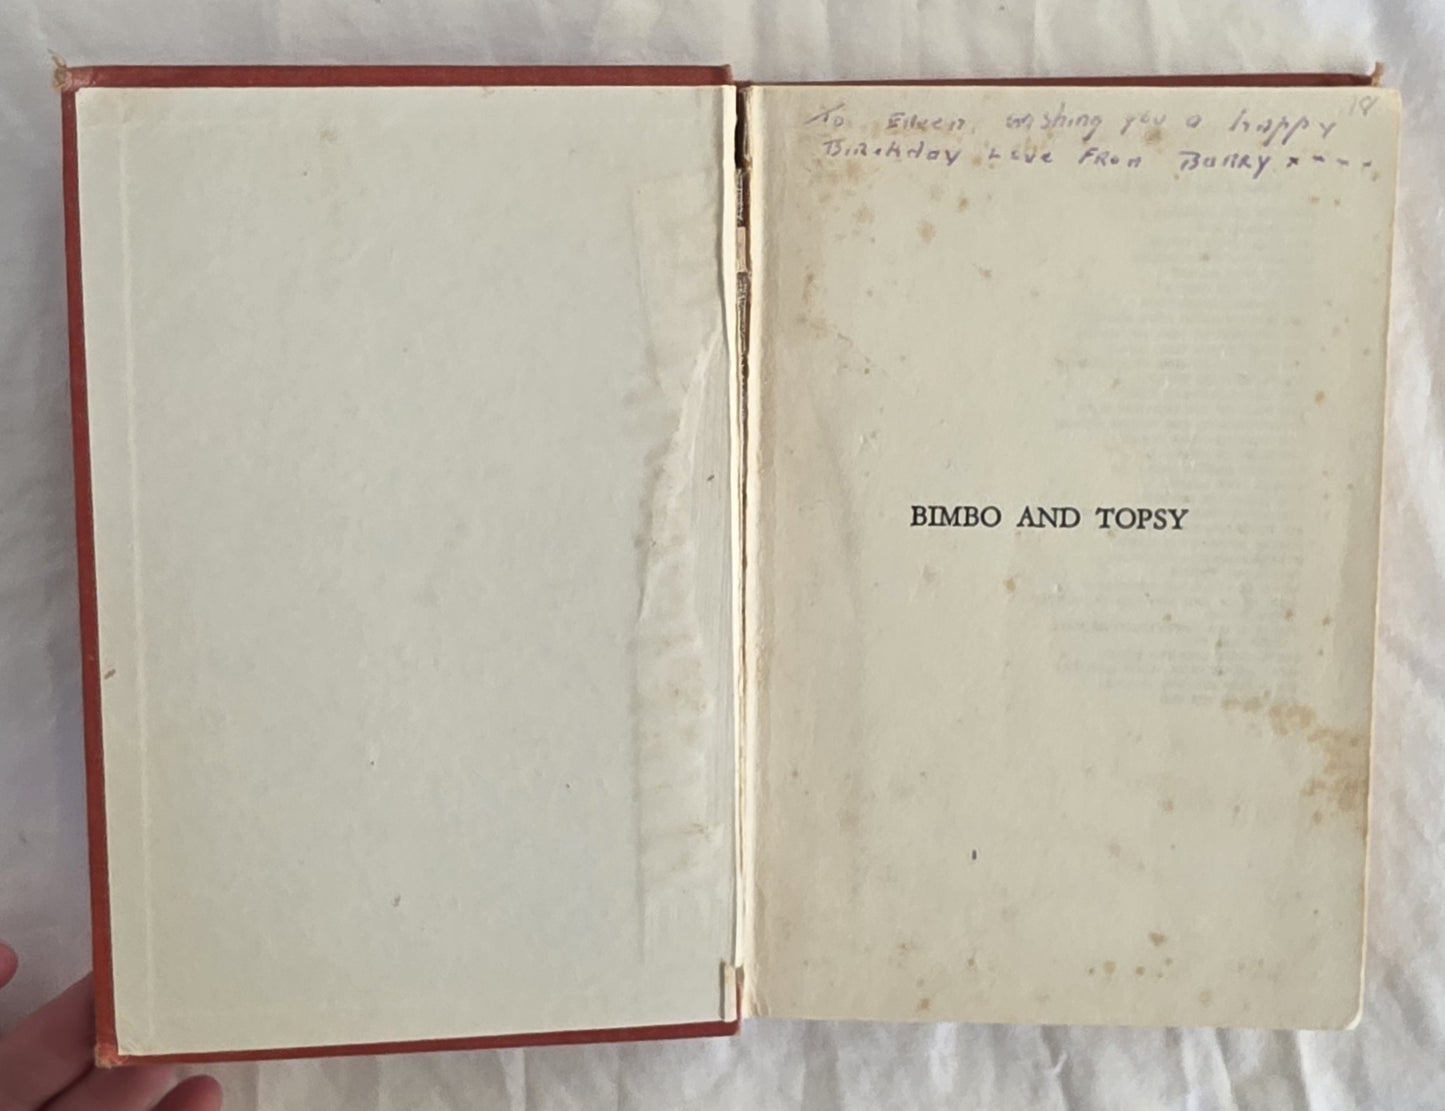 To Eileen, wishing you a happy
Birthday Love From BARRY x x x x
BIMBO AND TOPSY